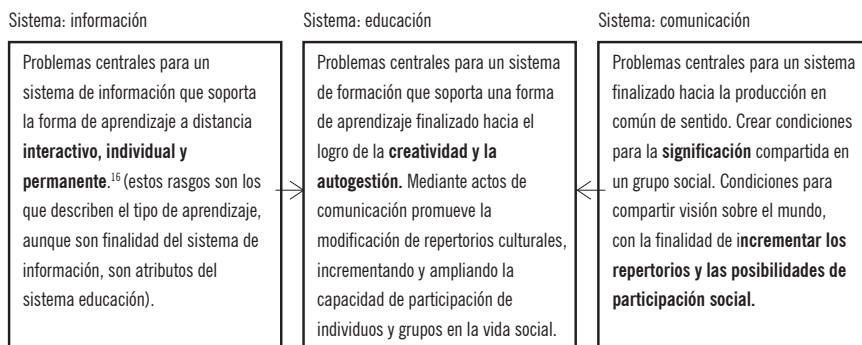 Sistema: información
Problemas centrales para un
sistema de información que soporta
la forma de aprendizaje a distancia
interactivo, individual y
permanente.16 (estos rasgos son los
que describen el tipo de aprendizaje,
aunque son finalidad del sistema de
información, son atributos del
sistema educación).
Sistema: educación
Problemas centrales para un sistema
de formación que soporta una forma
de aprendizaje finalizado hacia el
logro de la creatividad y la
autogestión. Mediante actos de
comunicación promueve la
modificación de repertorios culturales,
incrementando y ampliando la
capacidad de participación de
individuos y grupos en la vida social.
Sistema: comunicación
Problemas centrales para un sistema
finalizado hacia la producción en
común de sentido. Crear condiciones
para la significación compartida en
un grupo social. Condiciones para
compartir visión sobre el mundo,
con la finalidad de incrementar los
repertorios y las posibilidades de
participación social.